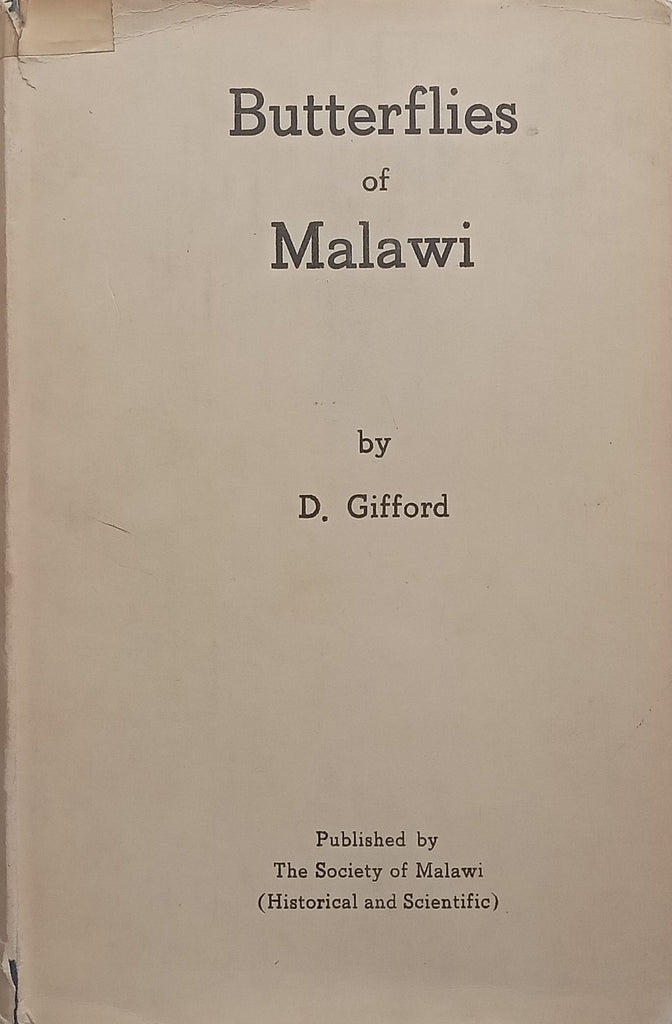 Butterflies
of
Malawi
by
D. Gifford
Published by
The Society of Malawi
(Historical and Scientific)